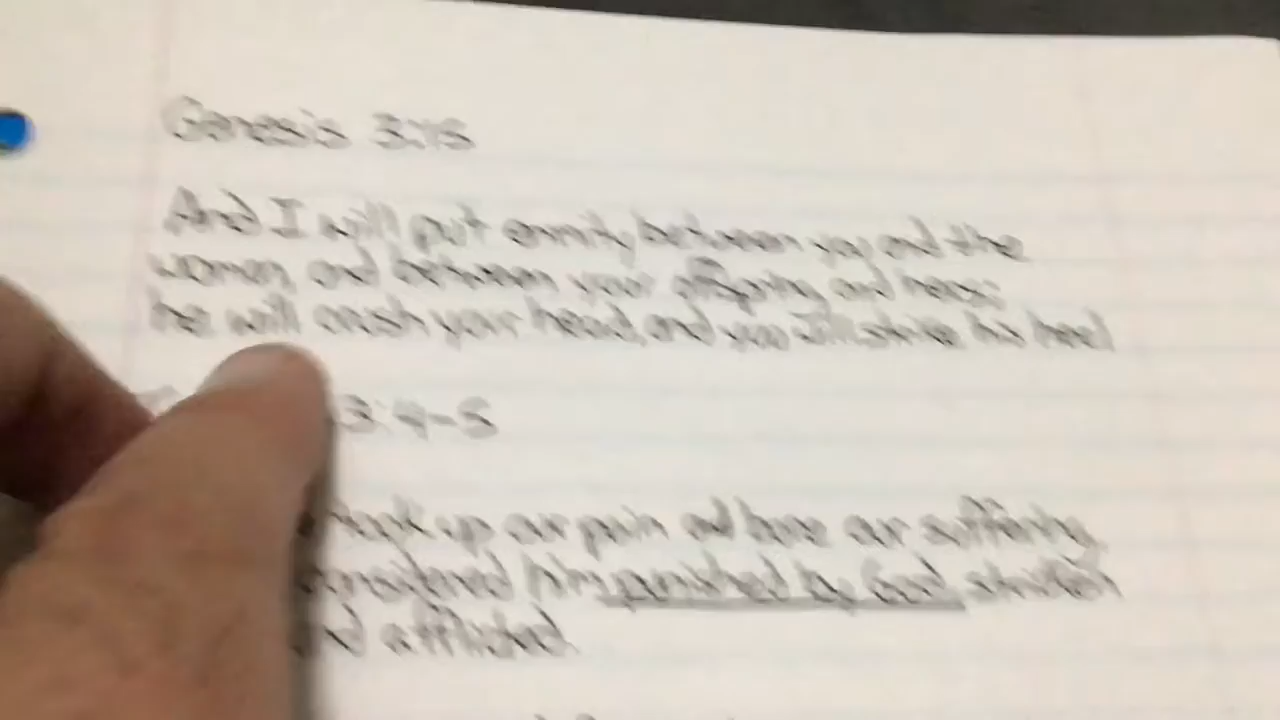 Genesis 3:15
And I will put enmity between you and the
women, and between your offspring and hers;
he will crush your head, and you will strike his heel
3:4-5
took up our pain and bore our suffering,
considered him punished by God, stricken
and afflicted.